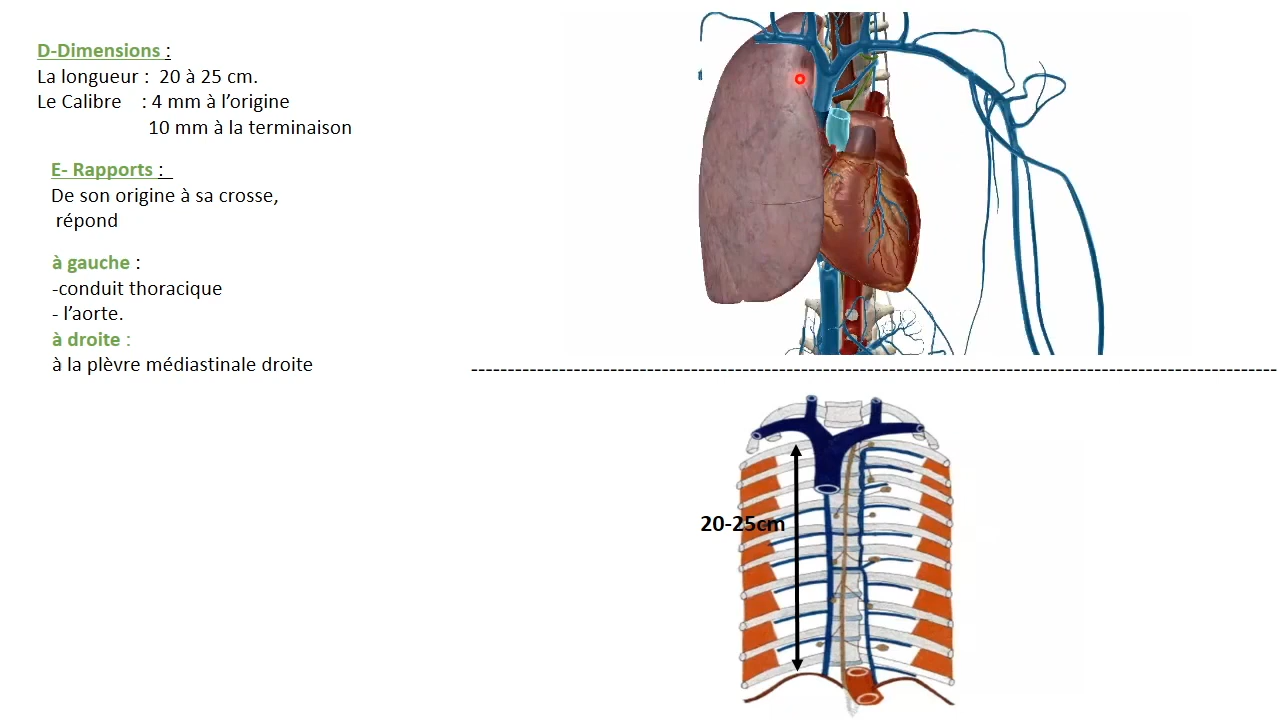 D-Dimensions :
La longueur : 20 à 25 cm.
Le Calibre : 4 mm à l’origine
10 mm à la terminaison
E- Rapports :
De son origine à sa crosse,
répond
à gauche :
-conduit thoracique
- l’aorte.
à droite :
à la plèvre médiastinale droite
20-25cm